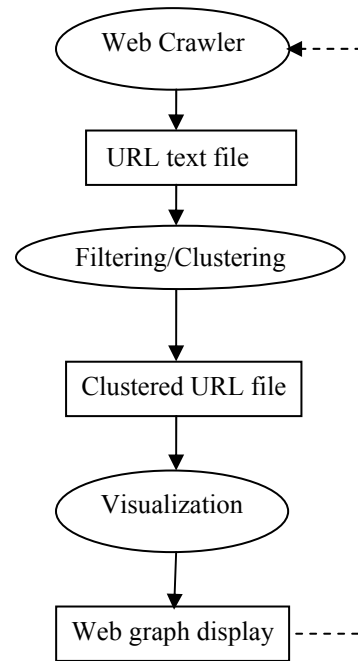 Web Crawler
URL text file
Filtering/Clustering
Clustered URL file
Visualization
Web graph display